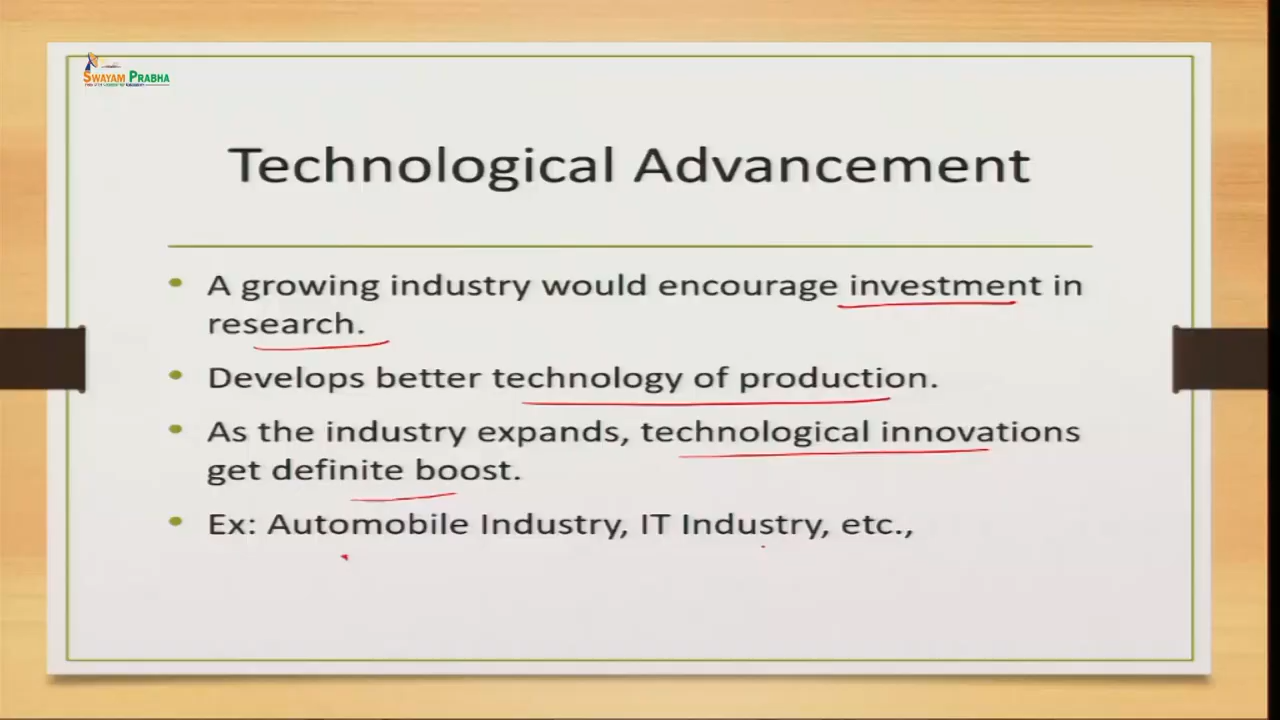 SWAYAM PRABHA
Technological Advancement
• A growing industry would encourage investment in
research.
• Develops better technology of production.
• As the industry expands, technological innovations
get definite boost.
• Ex: Automobile Industry, IT Industry, etc.,